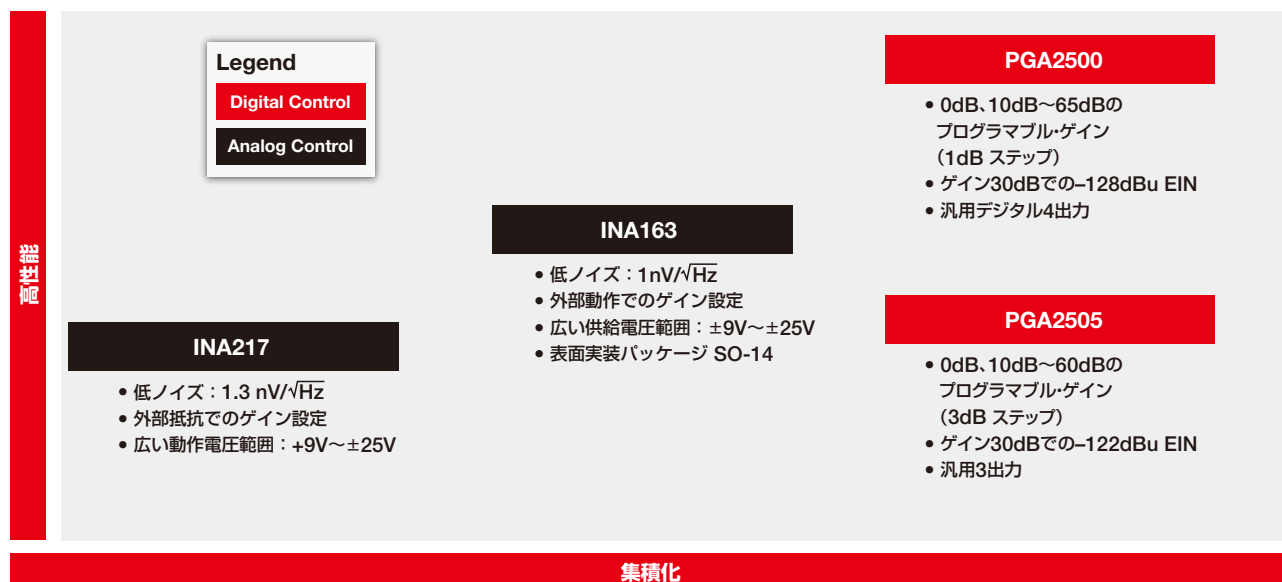 Legend
Digital Control
Analog Control
高性能
INA217
• 低ノイズ：1.3 nV/√Hz
• 外部抵抗でのゲイン設定
• 広い動作電圧範囲：+9V～±25V
INA163
• 低ノイズ：1nV/√Hz
• 外部動作でのゲイン設定
• 広い供給電圧範囲：±9V～±25V
• 表面実装パッケージ SO-14
PGA2500
• 0dB、10dB～65dBの
プログラマブル・ゲイン
（1dB ステップ）
• ゲイン30dBでの–128dBu EIN
• 汎用デジタル4出力
PGA2505
• 0dB、10dB～60dBの
プログラマブル・ゲイン
（3dB ステップ）
• ゲイン30dBでの–122dBu EIN
• 汎用3出力
集積化